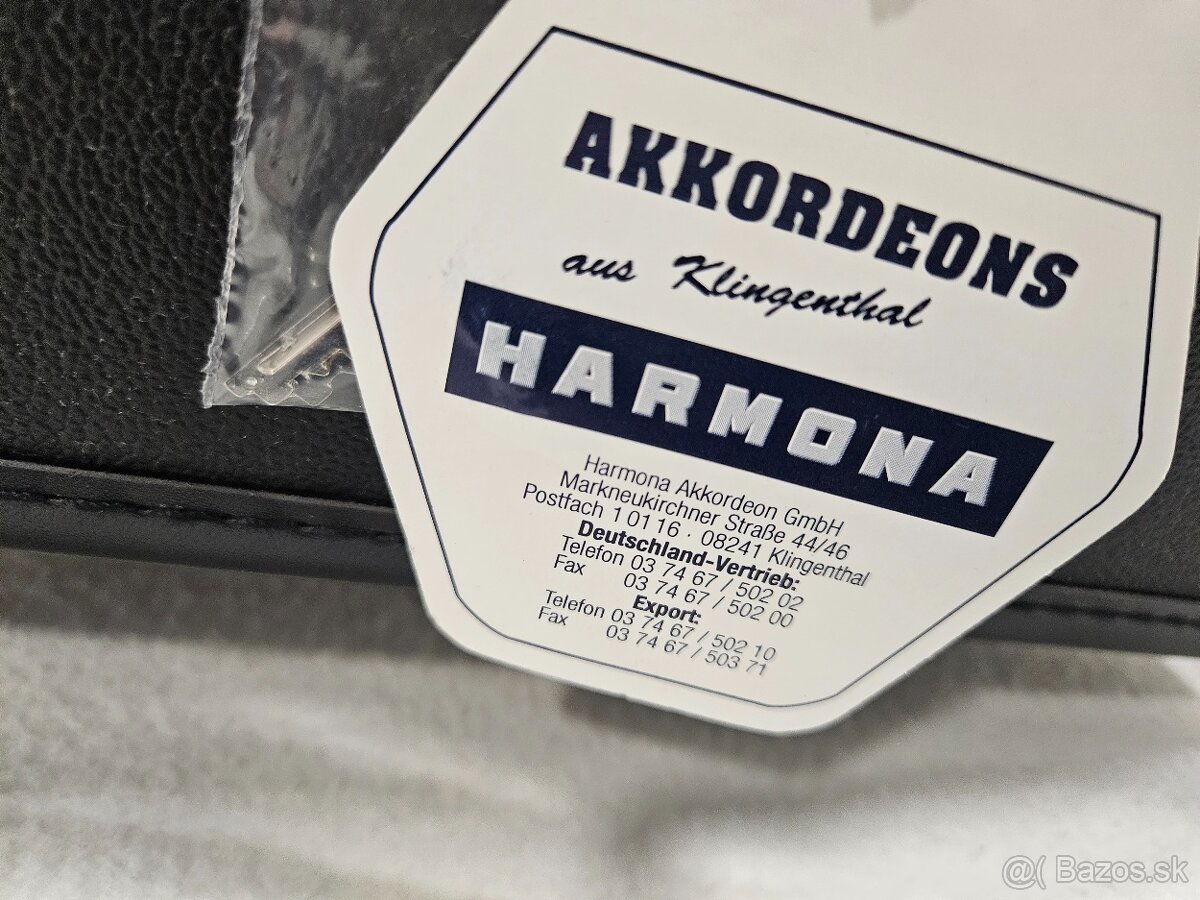 AKKORDEONS
aus Klingenthal
HARMONA
Harmona Akkordeon GmbH
Markneukirchner Straße 44/46
Postfach 1 01 16 · 08241 Klingenthal
Deutschland-Vertrieb:
Telefon 03 74 67 / 502 02
Fax 03 74 67 / 502 00
Export:
Telefon 03 74 67 / 502 10
Fax 03 74 67 / 503 71
@( Bazos.sk